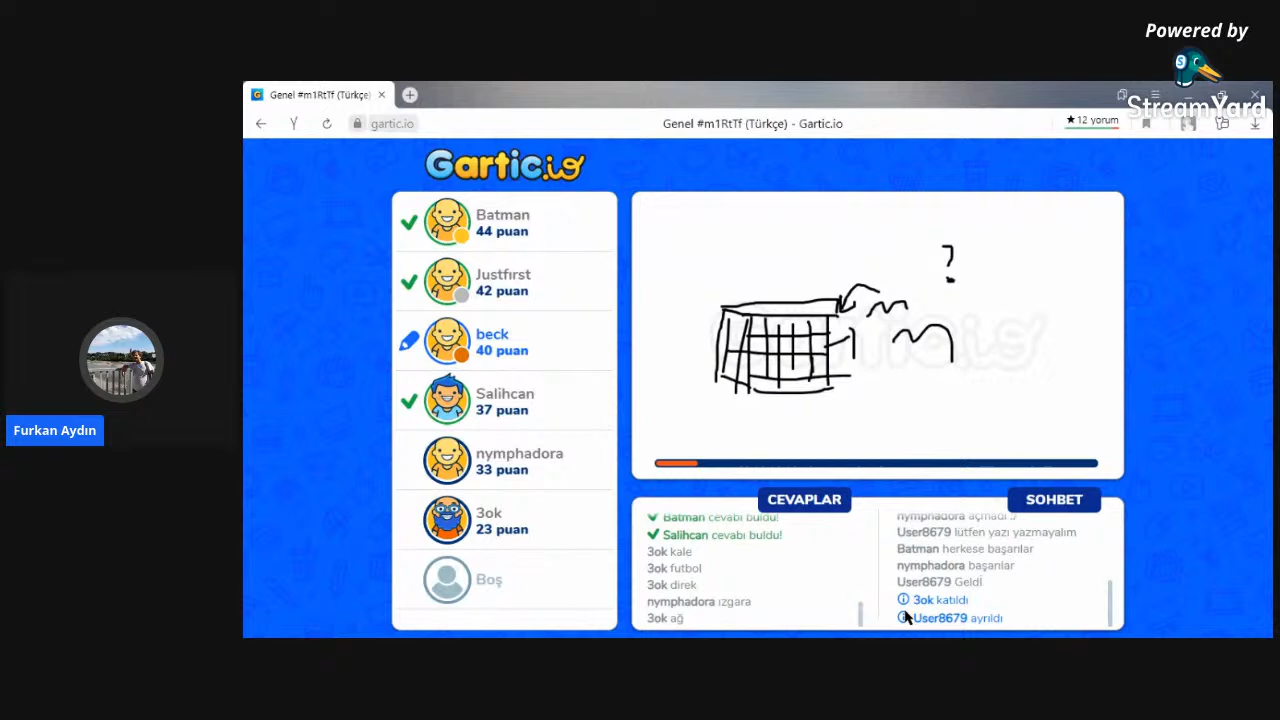 Powered by
S
StreamYard
Genel #m1RtTf (Türkçe)
gartic.io
Genel #m1RtTf (Türkçe) - Gartic.io
★12 yorum
Gartic.io
Batman
44 puan
Justfırst
42 puan
beck
40 puan
Salihcan
37 puan
nymphadora
33 puan
3ok
23 puan
Boş
?
CEVAPLAR
Batman cevabı buldu!
Salihcan cevabı buldu!
3ok kale
3ok futbol
3ok direk
nymphadora ızgara
3ok ağ
SOHBET
nymphadora açmadı :/
User8679 lütfen yazı yazmayalım
Batman herkese başarılar
nymphadora başarılar
User8679 Geldİ
3ok katıldı
User8679 ayrıldı
Furkan Aydın